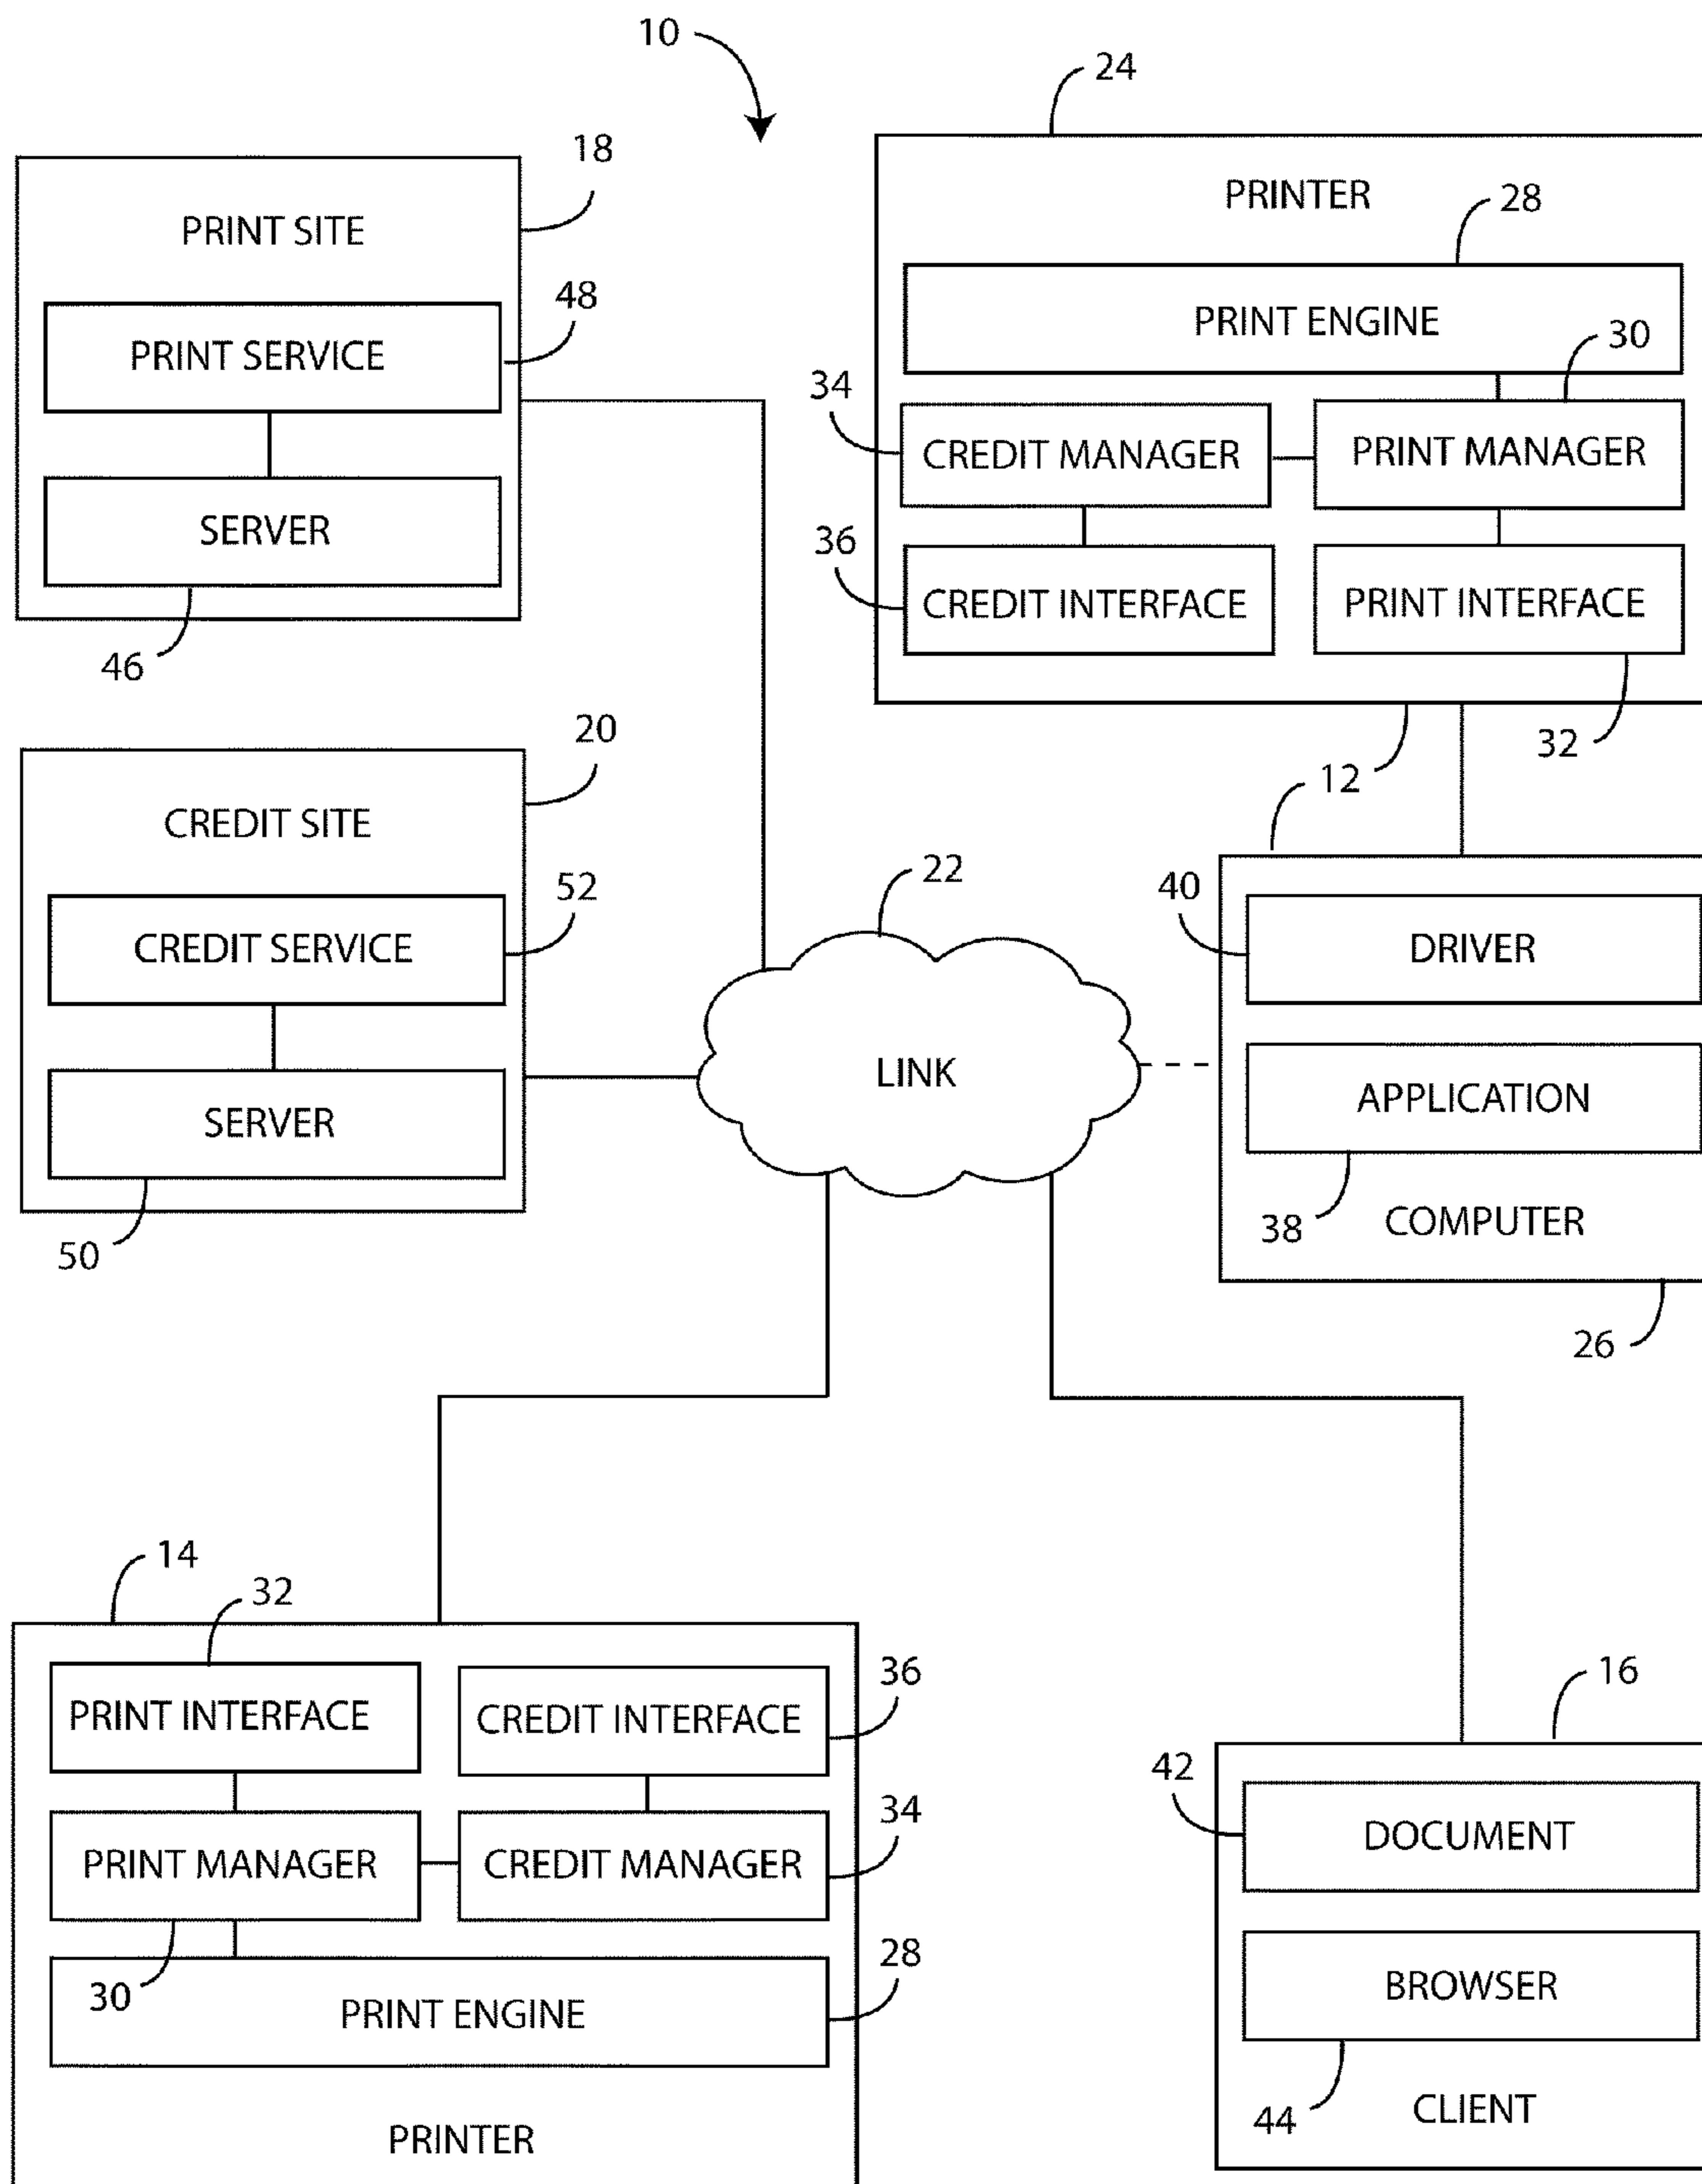 10
24
18
PRINT SITE
48
PRINT SERVICE
SERVER
46
PRINTER
28
PRINT ENGINE
30
34
CREDIT MANAGER
PRINT MANAGER
36
CREDIT INTERFACE
PRINT INTERFACE
32
12
20
CREDIT SITE
52
CREDIT SERVICE
SERVER
50
22
LINK
40
DRIVER
APPLICATION
38
COMPUTER
26
14
32
PRINT INTERFACE
36
CREDIT INTERFACE
34
PRINT MANAGER
CREDIT MANAGER
30
28
PRINT ENGINE
PRINTER
16
42
DOCUMENT
BROWSER
44
CLIENT